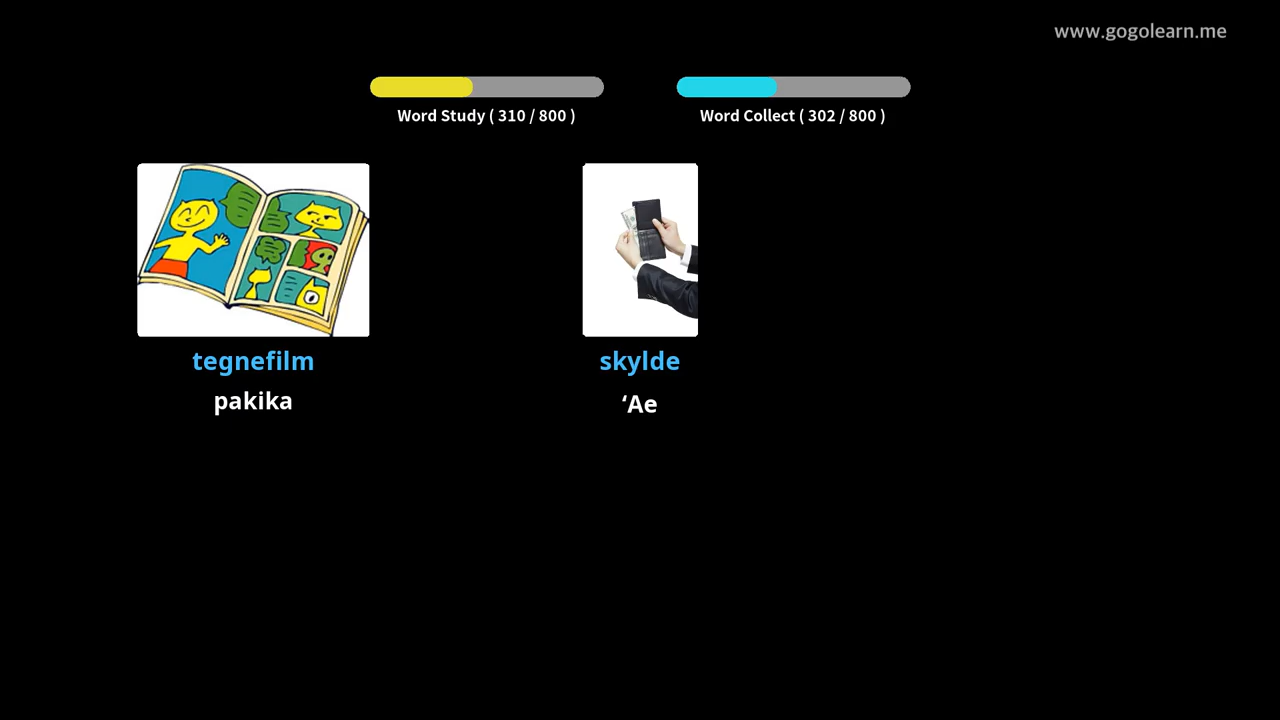 www.gogolearn.me
Word Study ( 310 / 800 )
Word Collect ( 302 / 800 )
tegnefilm
pakika
skylde
‘Ae